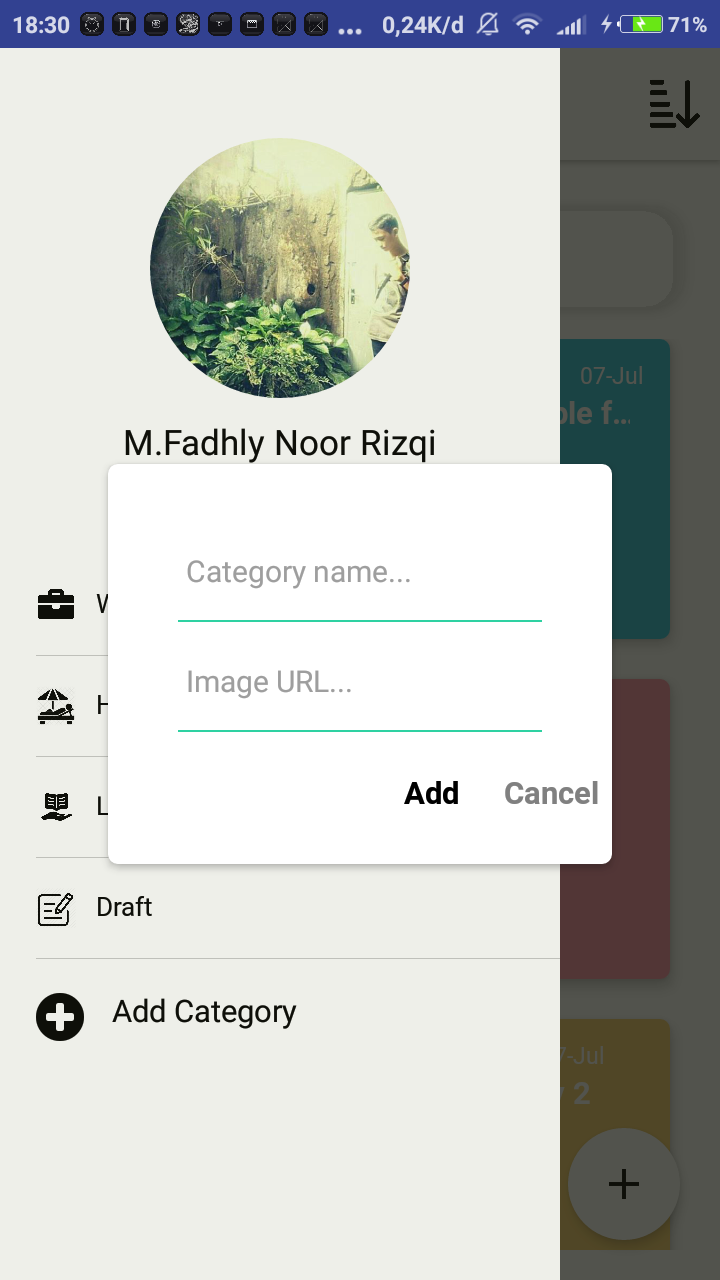 18:30 ... 0,24K/d 71%
07-Jul
ple f...
M.Fadhly Noor Rizqi
Category name...
W
Image URL...
H
Add Cancel
L
Draft
Add Category
7-Jul
2